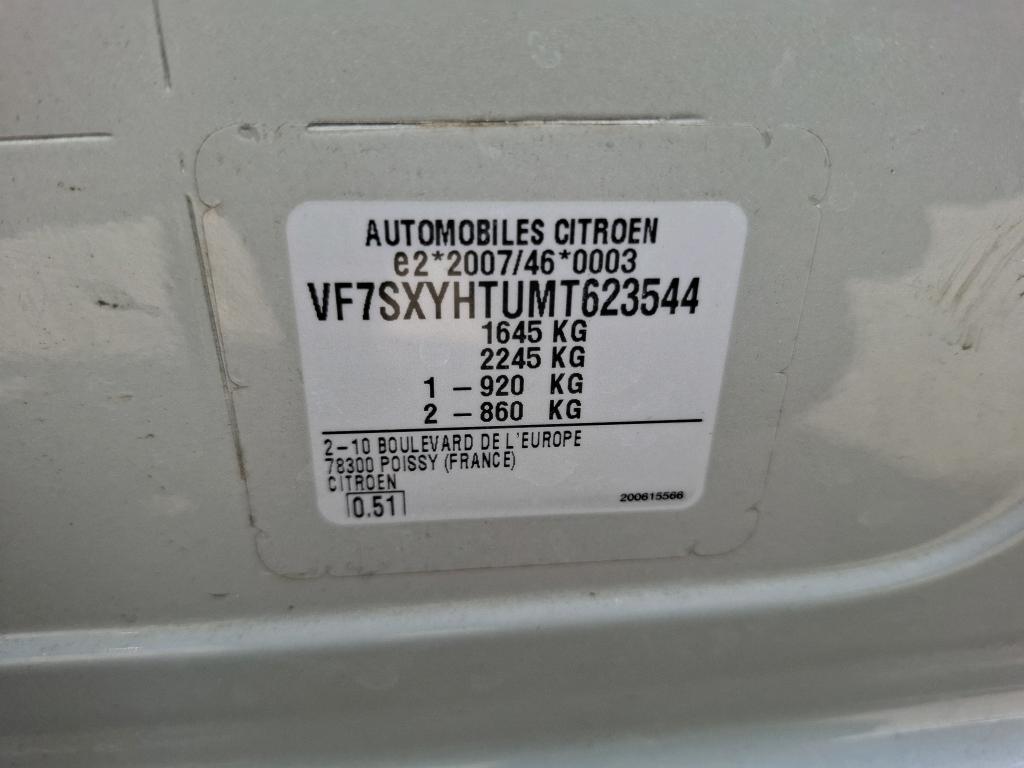 AUTOMOBILES CITROEN
e2*2007/46*0003
VF7SXYHTUMT623544
1645 KG
2245 KG
1 – 920 KG
2 – 860 KG
2–10 BOULEVARD DE L'EUROPE
78300 POISSY (FRANCE)
CITROEN
0.51
200615566